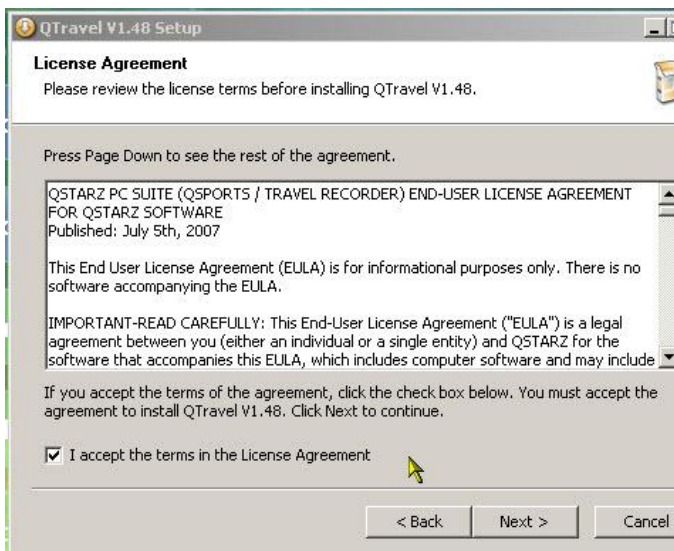 QTravel V1.48 Setup
License Agreement
Please review the license terms before installing QTravel V1.48.
Press Page Down to see the rest of the agreement.
QSTARZ PC SUITE (QSPORTS / TRAVEL RECORDER) END-USER LICENSE AGREEMENT
FOR QSTARZ SOFTWARE
Published: July 5th, 2007
This End User License Agreement (EULA) is for informational purposes only. There is no
software accompanying the EULA.
IMPORTANT-READ CAREFULLY: This End-User License Agreement ("EULA") is a legal
agreement between you (either an individual or a single entity) and QSTARZ for the
software that accompanies this EULA, which includes computer software and may include
If you accept the terms of the agreement, click the check box below. You must accept the
agreement to install QTravel V1.48. Click Next to continue.
I accept the terms in the License Agreement
< Back
Next >
Cancel